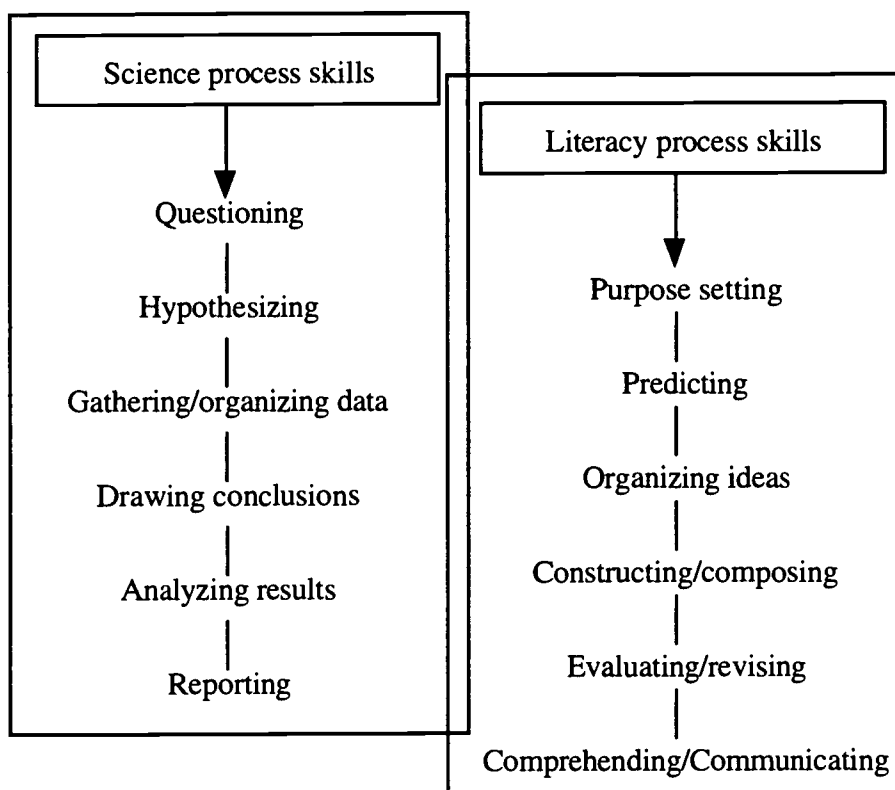 Science process skills
Questioning
Hypothesizing
Gathering/organizing data
Drawing conclusions
Analyzing results
Reporting
Literacy process skills
Purpose setting
Predicting
Organizing ideas
Constructing/composing
Evaluating/revising
Comprehending/Communicating